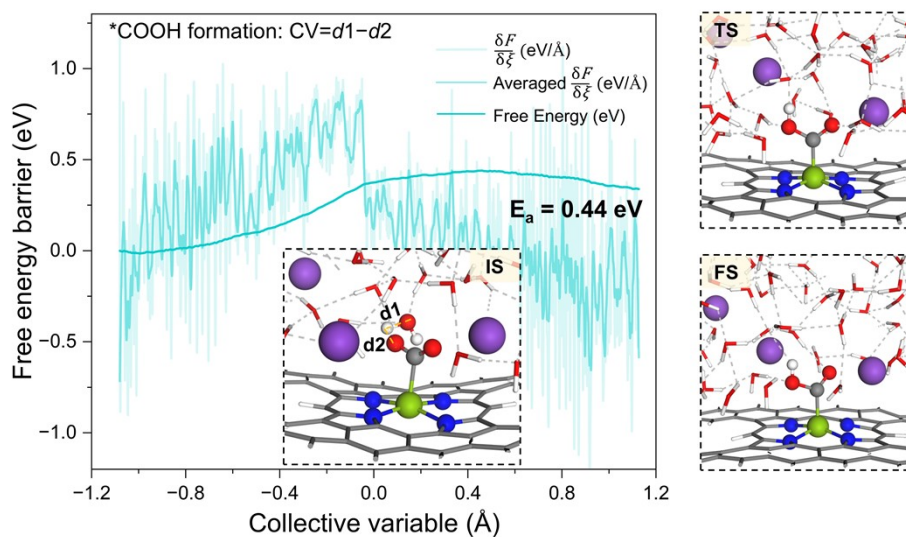 *COOH formation: CV=d1−d2
δF/δξ (eV/Å)
Averaged δF/δξ (eV/Å)
Free Energy (eV)
Eₐ = 0.44 eV
IS
d1
d2
1.0
0.5
0.0
−0.5
−1.0
Free energy barrier (eV)
−1.2 −0.8 −0.4 0.0 0.4 0.8 1.2
Collective variable (Å)
TS
FS